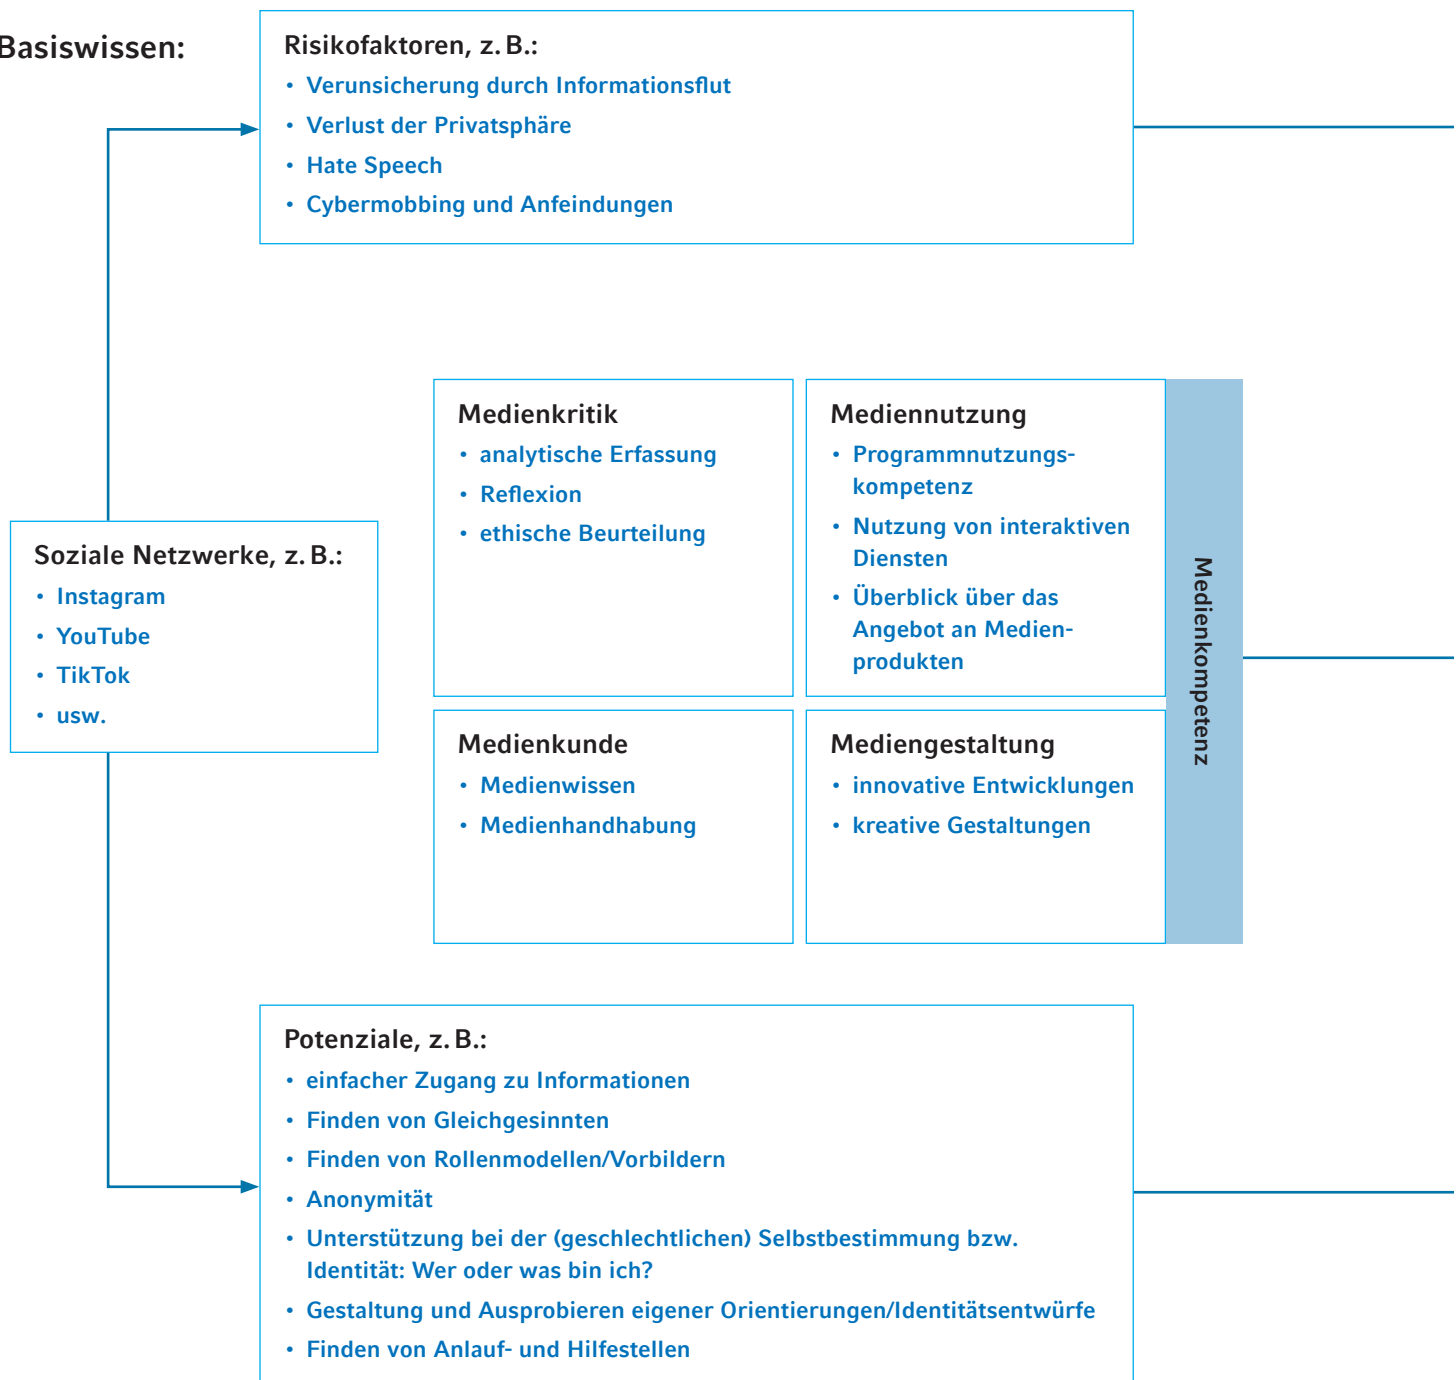 Basiswissen:
Risikofaktoren, z. B.:
• Verunsicherung durch Informationsflut
• Verlust der Privatsphäre
• Hate Speech
• Cybermobbing und Anfeindungen
Soziale Netzwerke, z. B.:
• Instagram
• YouTube
• TikTok
• usw.
Medienkritik
• analytische Erfassung
• Reflexion
• ethische Beurteilung
Mediennutzung
• Programmnutzungs-
kompetenz
• Nutzung von interaktiven
Diensten
• Überblick über das
Angebot an Medien-
produkten
Medienkunde
• Medienwissen
• Medienhandhabung
Mediengestaltung
• innovative Entwicklungen
• kreative Gestaltungen
Medienkompetenz
Potenziale, z. B.:
• einfacher Zugang zu Informationen
• Finden von Gleichgesinnten
• Finden von Rollenmodellen/Vorbildern
• Anonymität
• Unterstützung bei der (geschlechtlichen) Selbstbestimmung bzw.
Identität: Wer oder was bin ich?
• Gestaltung und Ausprobieren eigener Orientierungen/Identitätsentwürfe
• Finden von Anlauf- und Hilfestellen